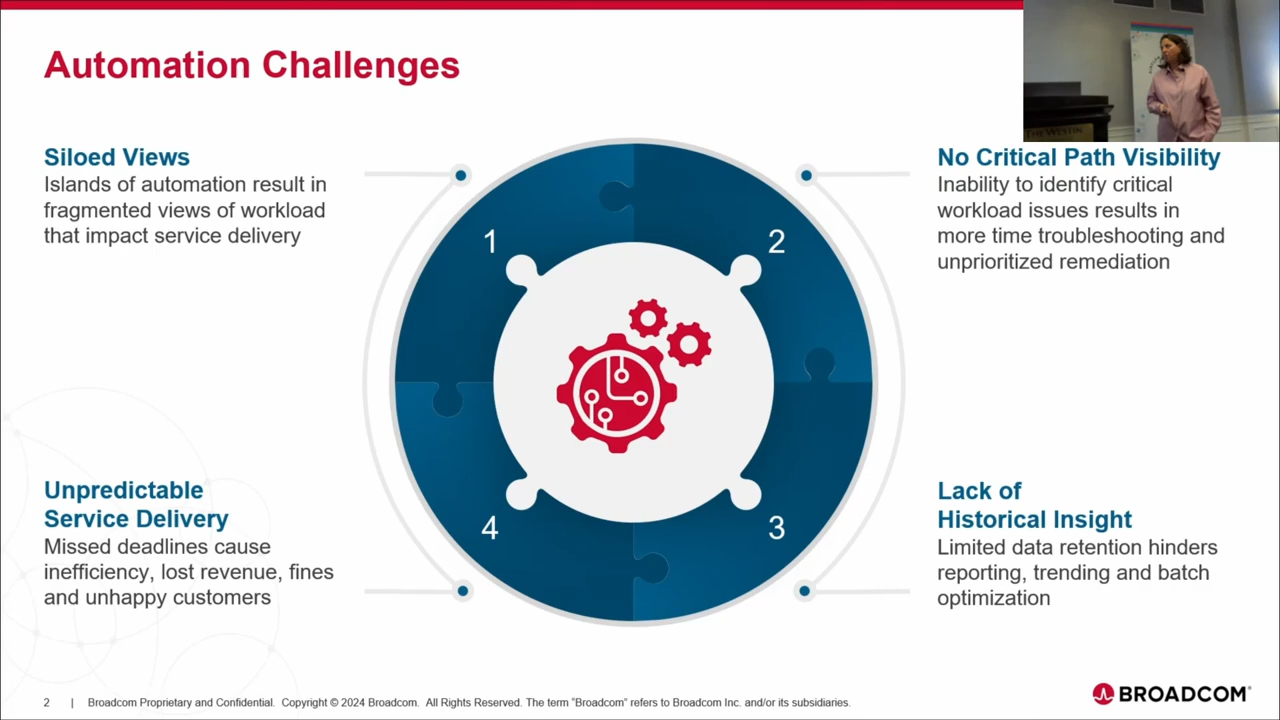 Automation Challenges
THE WESTIN
Siloed Views
Islands of automation result in
fragmented views of workload
that impact service delivery
1
2
No Critical Path Visibility
Inability to identify critical
workload issues results in
more time troubleshooting and
unprioritized remediation
Unpredictable
Service Delivery
Missed deadlines cause
inefficiency, lost revenue, fines
and unhappy customers
4
3
Lack of
Historical Insight
Limited data retention hinders
reporting, trending and batch
optimization
2 | Broadcom Proprietary and Confidential. Copyright © 2024 Broadcom. All Rights Reserved. The term "Broadcom" refers to Broadcom Inc. and/or its subsidiaries.
BROADCOM®